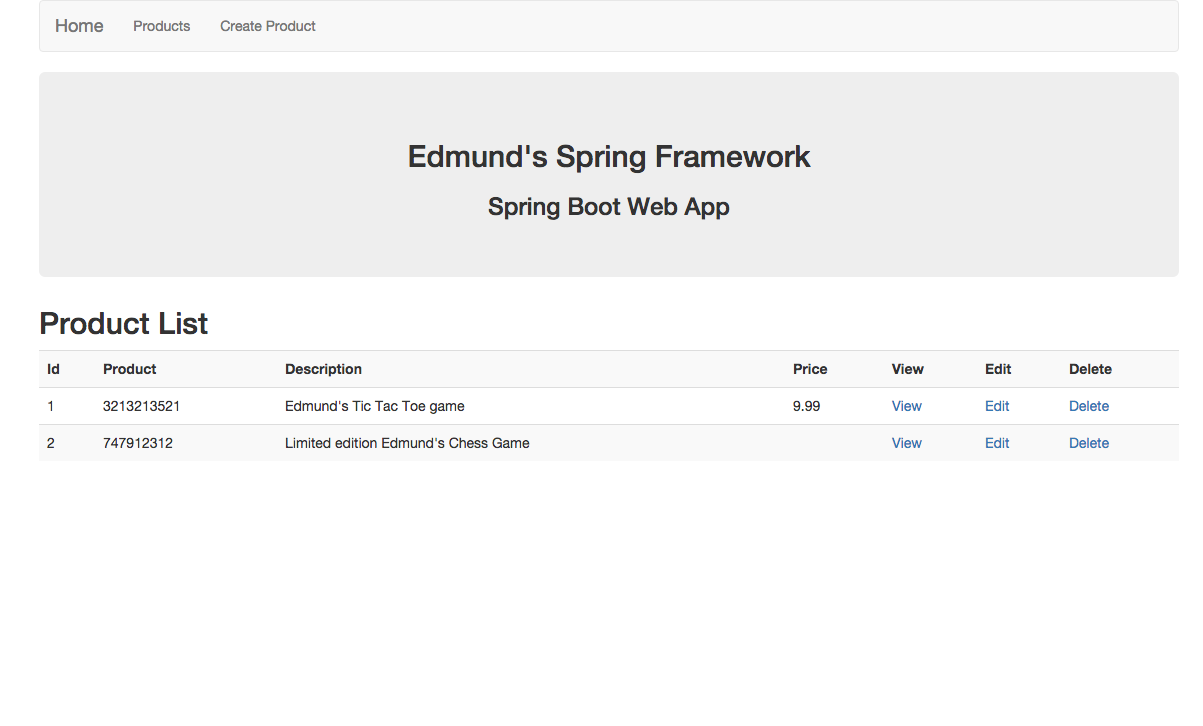 Home Products Create Product
Edmund's Spring Framework
Spring Boot Web App
Product List
Id Product Description Price View Edit Delete
1 3213213521 Edmund's Tic Tac Toe game 9.99 View Edit Delete
2 747912312 Limited edition Edmund's Chess Game View Edit Delete